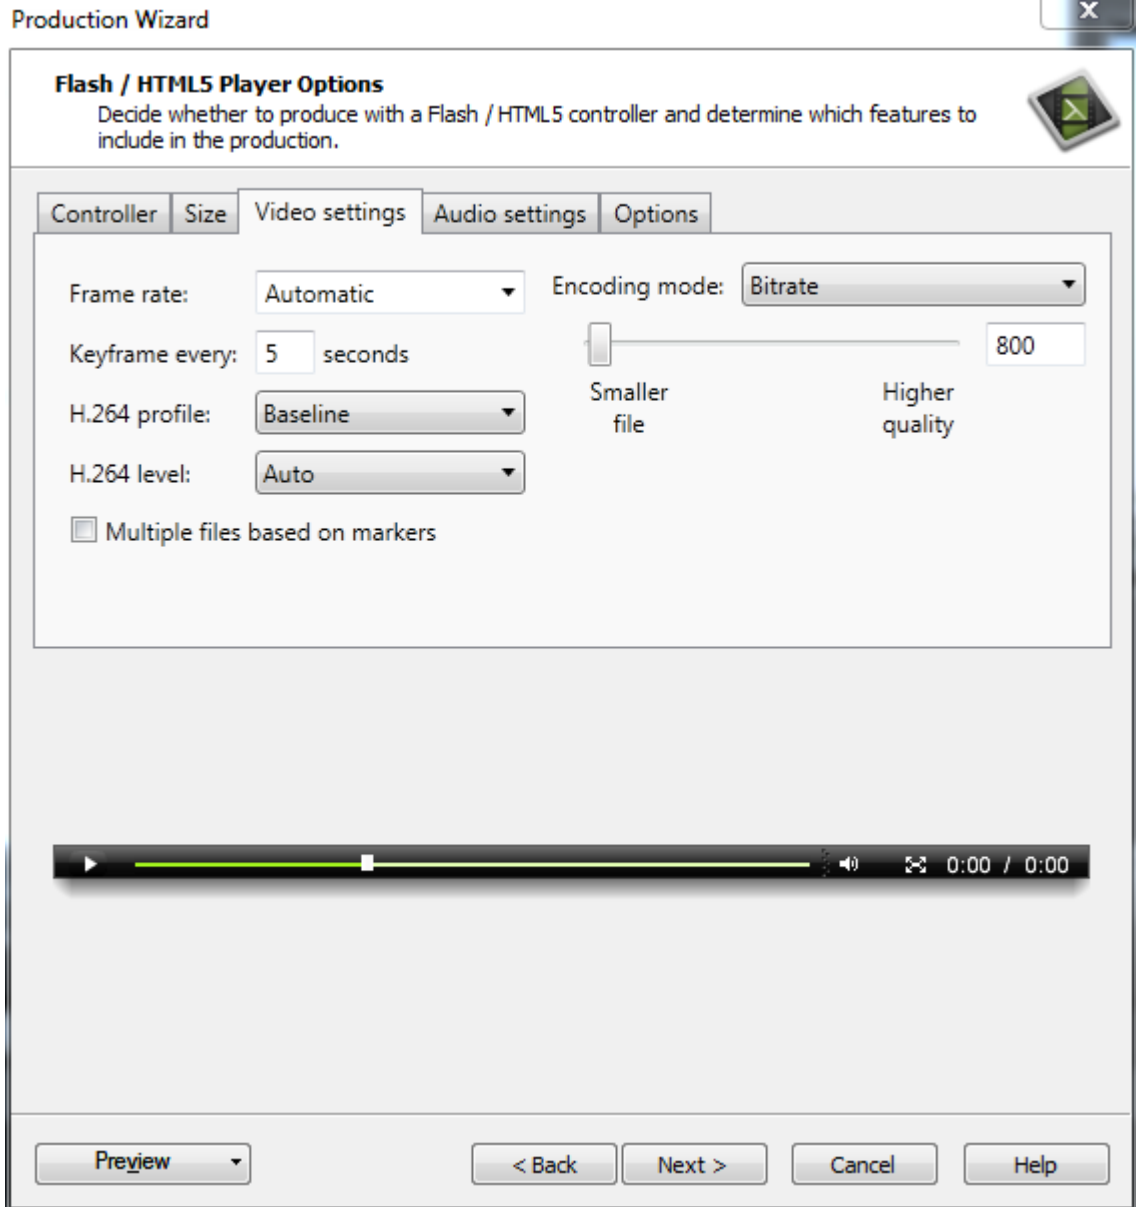 Production Wizard
x
Flash / HTML5 Player Options
Decide whether to produce with a Flash / HTML5 controller and determine which features to
include in the production.
Controller Size Video settings Audio settings Options
Frame rate: Automatic
Encoding mode: Bitrate
Keyframe every: 5 seconds
800
Smaller
file
Higher
quality
H.264 profile: Baseline
H.264 level: Auto
Multiple files based on markers
0:00 / 0:00
Preview < Back Next > Cancel Help